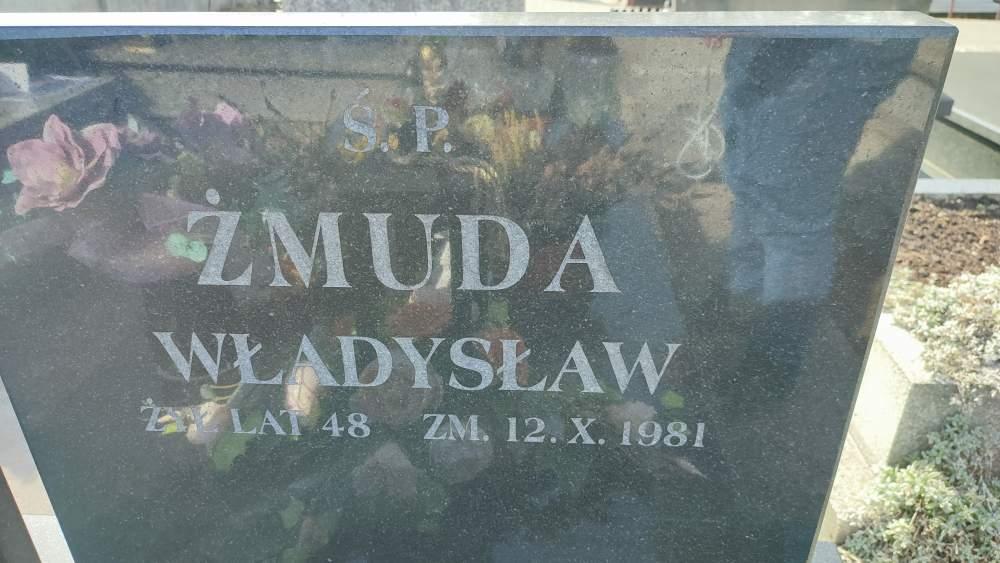 Ś. P.
ŻMUDA
WŁADYSŁAW
ŻYŁ LAT 48 ZM. 12. X. 1981